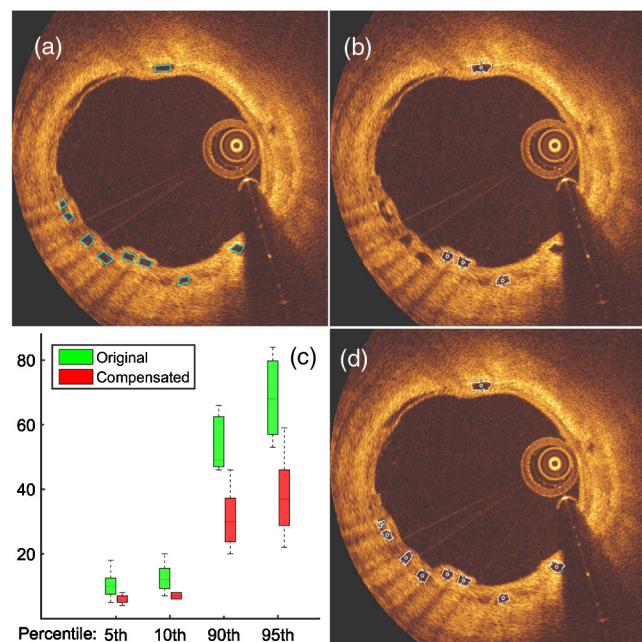 (a)
(b)
80
60
40
20
Original
Compensated
(c)
(d)
Percentile: 5th 10th 90th 95th